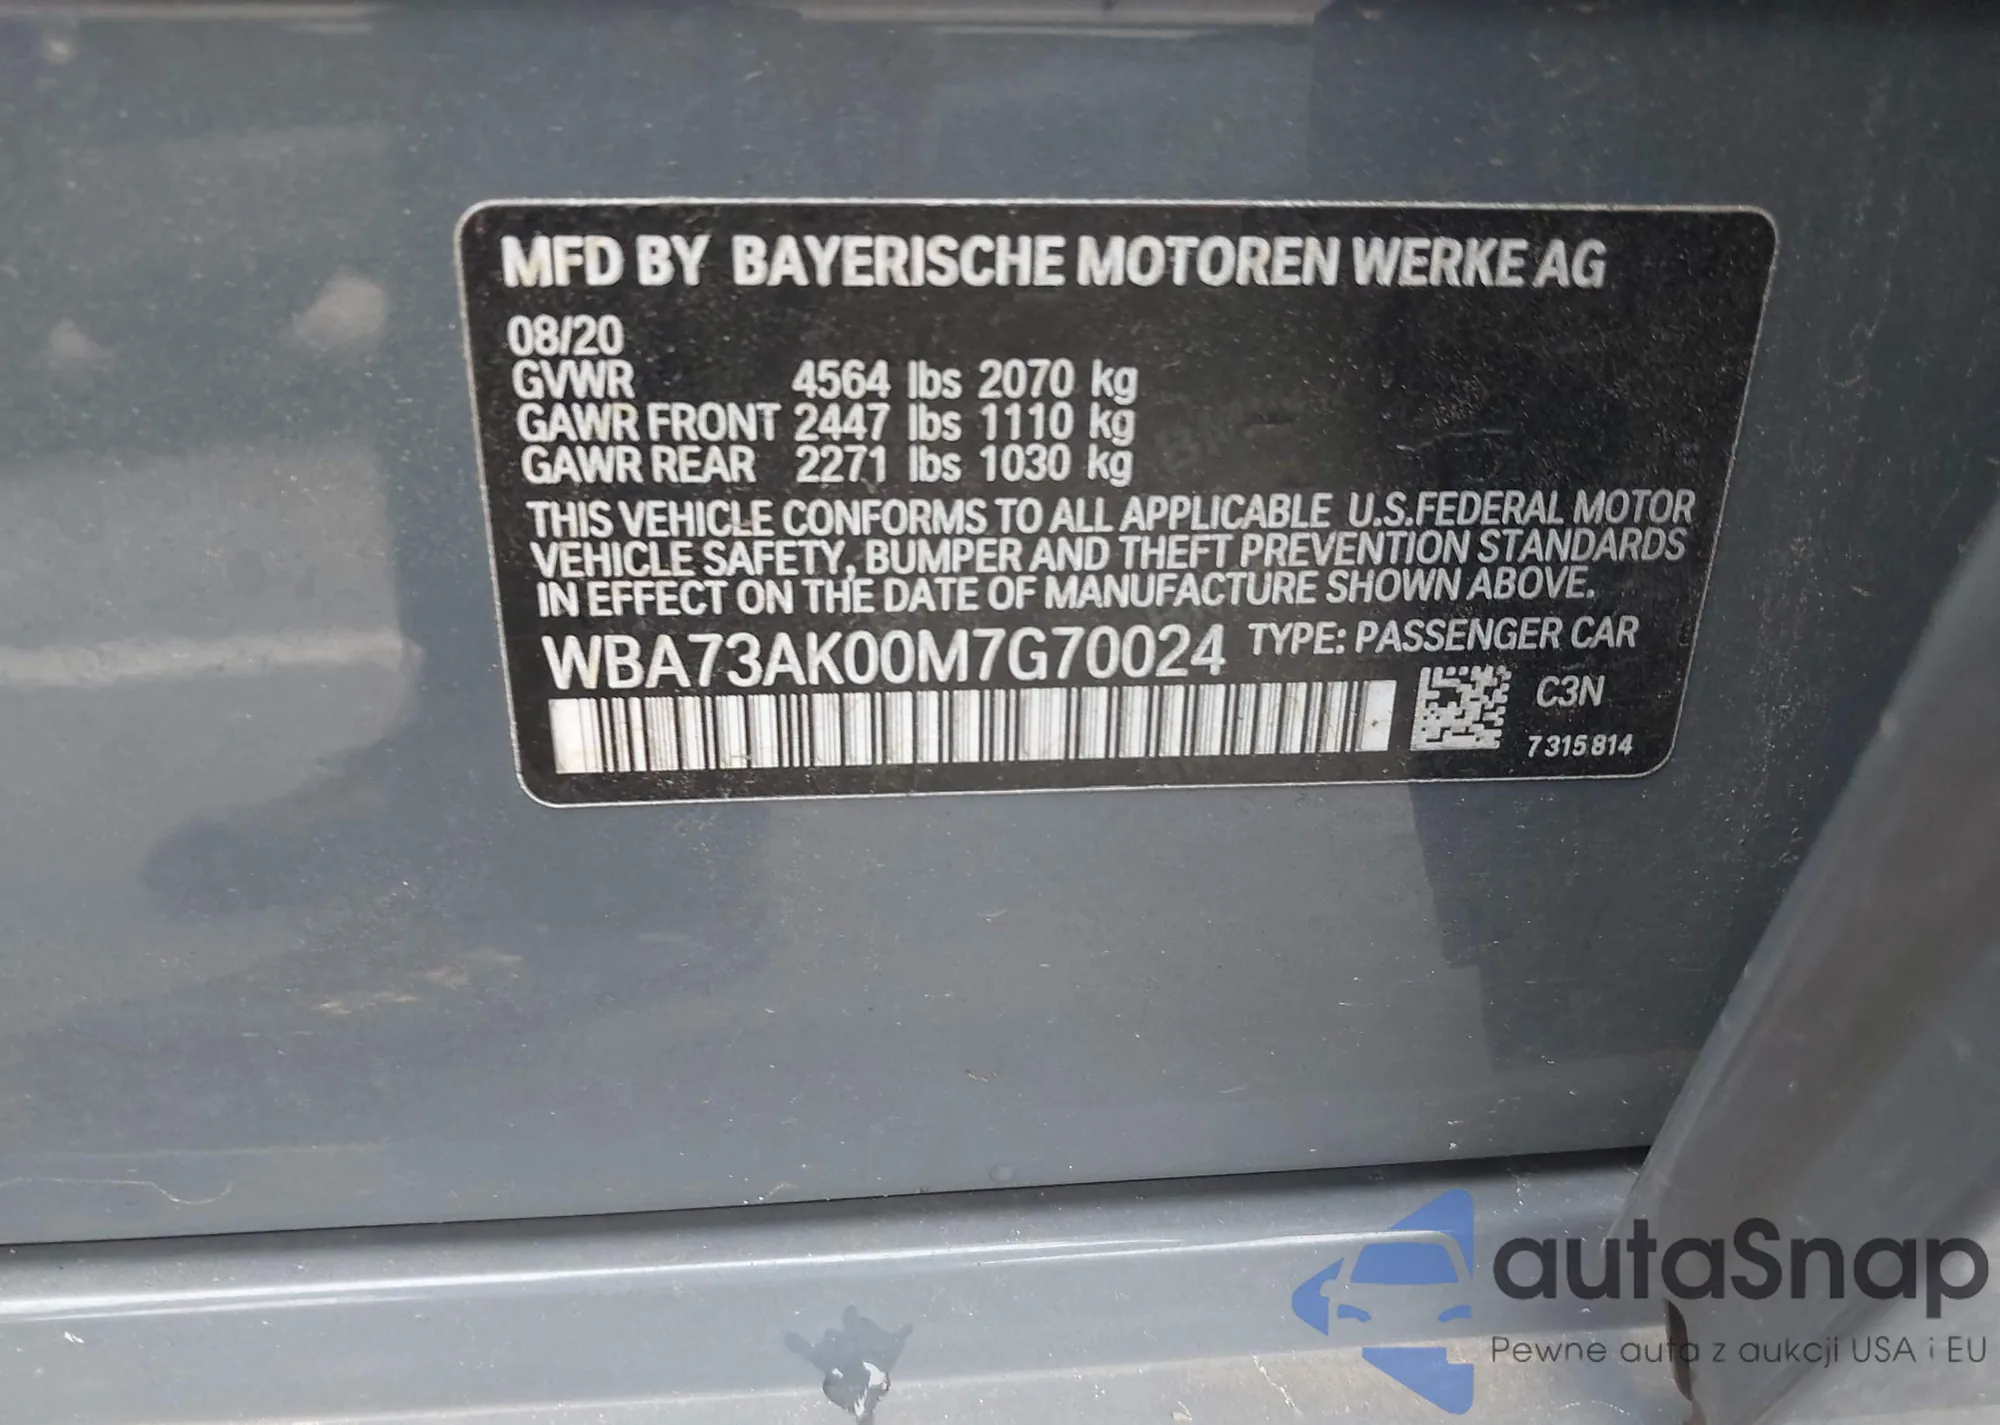 MFD BY BAYERISCHE MOTOREN WERKE AG
08/20
GVWR 4564 lbs 2070 kg
GAWR FRONT 2447 lbs 1110 kg
GAWR REAR 2271 lbs 1030 kg
THIS VEHICLE CONFORMS TO ALL APPLICABLE U.S.FEDERAL MOTOR
VEHICLE SAFETY, BUMPER AND THEFT PREVENTION STANDARDS
IN EFFECT ON THE DATE OF MANUFACTURE SHOWN ABOVE.
WBA73AK00M7G70024 TYPE: PASSENGER CAR
C3N
7 315 814
autaSnap
Pewne auta z aukcji USA i EU